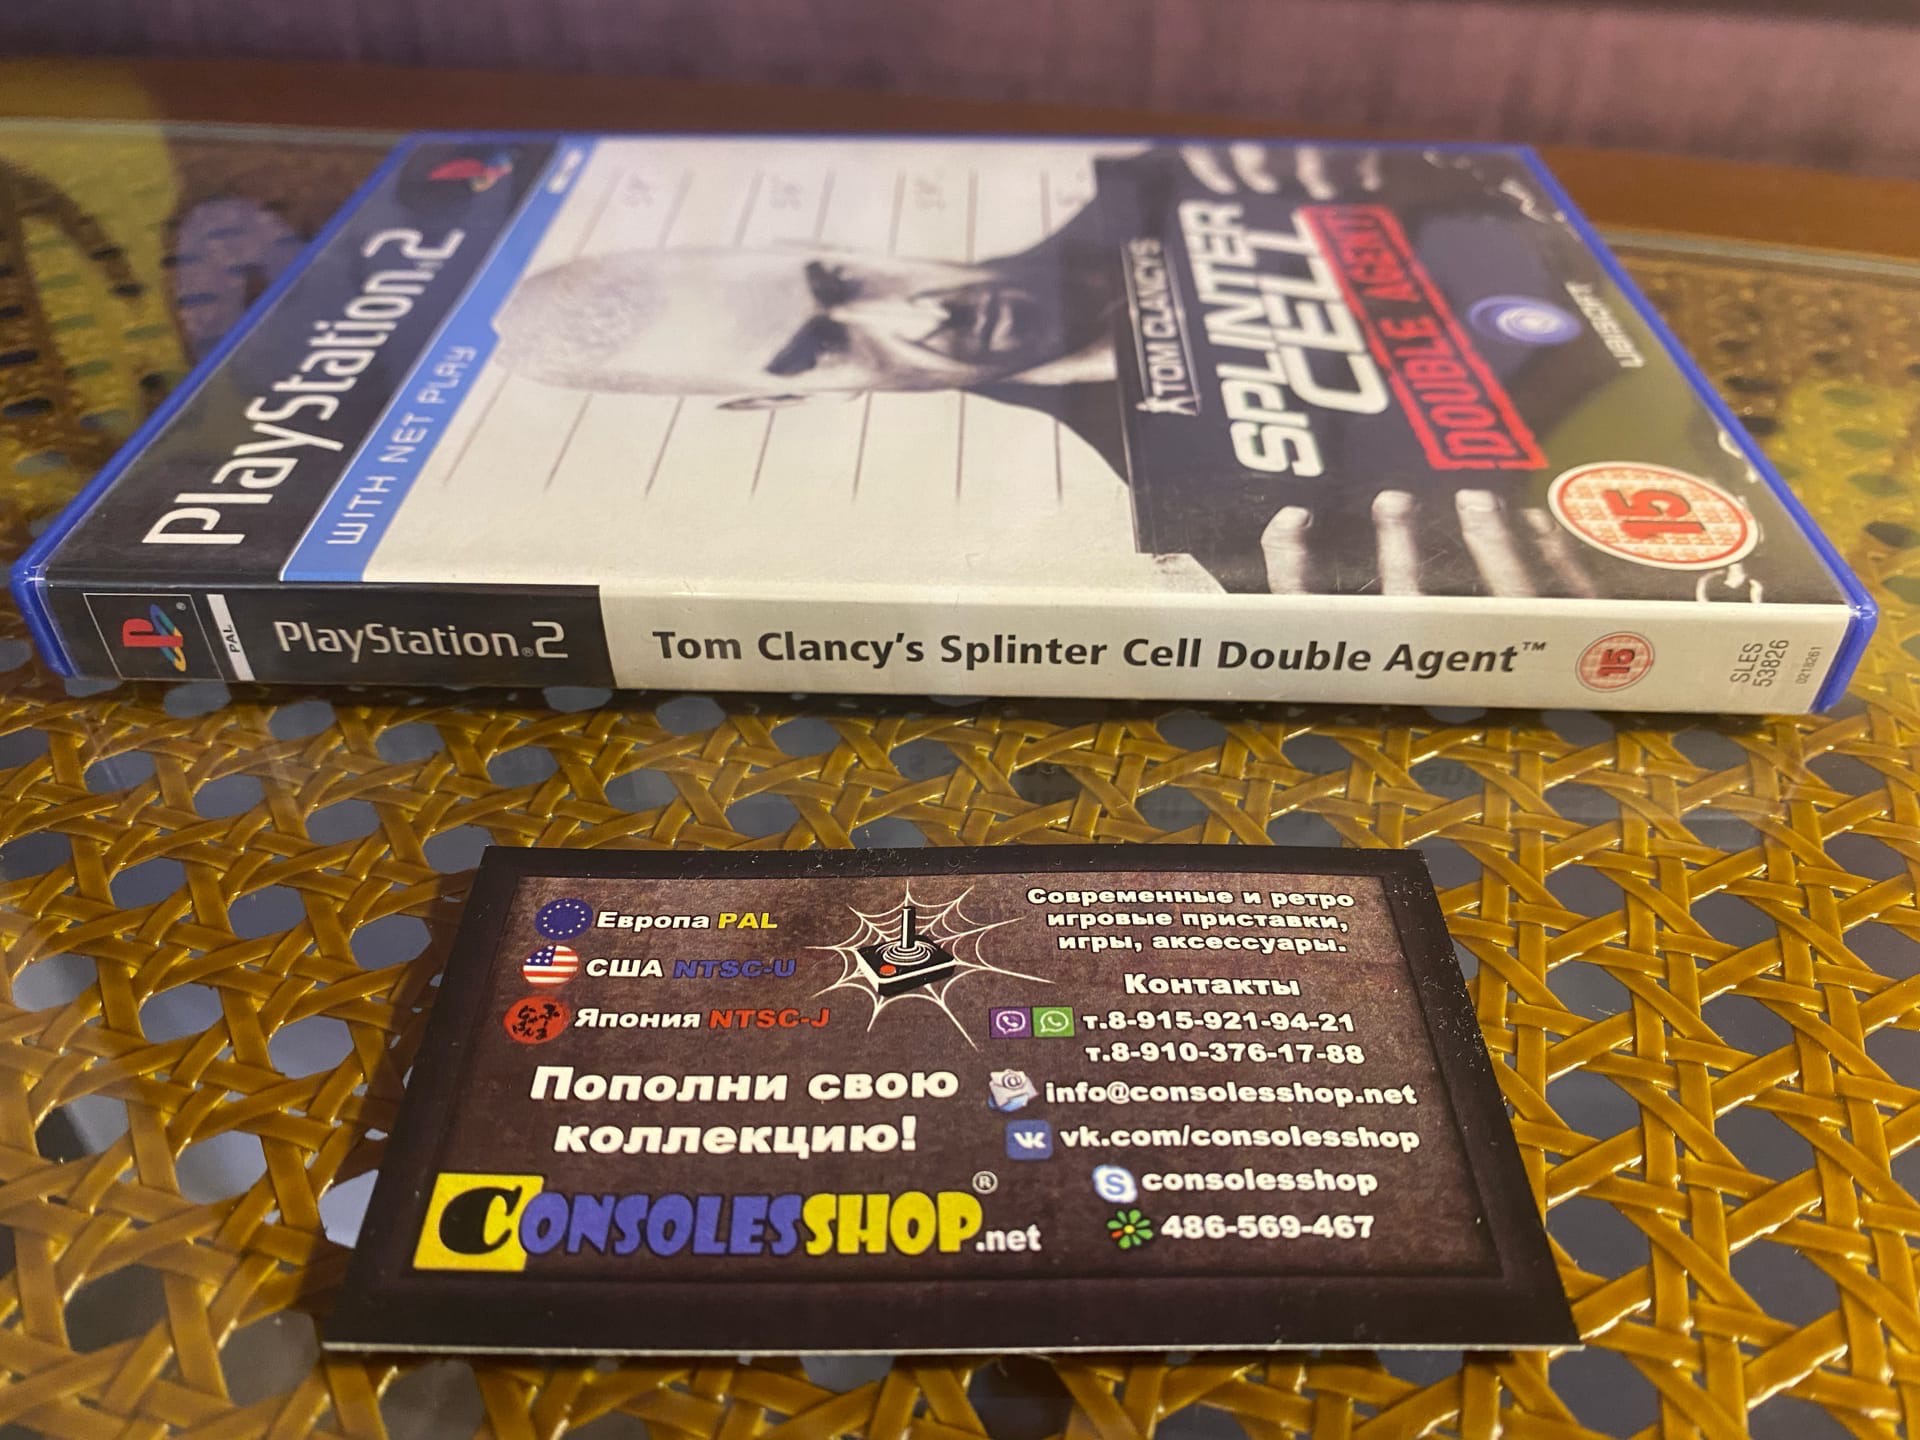 PlayStation.2
WITH NET PLAY
TOM CLANCY'S
SPLINTER
CELL
DOUBLE AGENT
UBISOFT
15
PAL
PlayStation®2
Tom Clancy's Splinter Cell Double Agent™
15
SLES
53826
0218261
Европа PAL
США NTSC-U
Япония NTSC-J
Пополни свою
коллекцию!
CONSOLESSHOP.net®
Современные и ретро
игровые приставки,
игры, аксессуары.
Контакты
т.8-915-921-94-21
т.8-910-376-17-88
info@consolesshop.net
vk.com/consolesshop
consolesshop
486-569-467